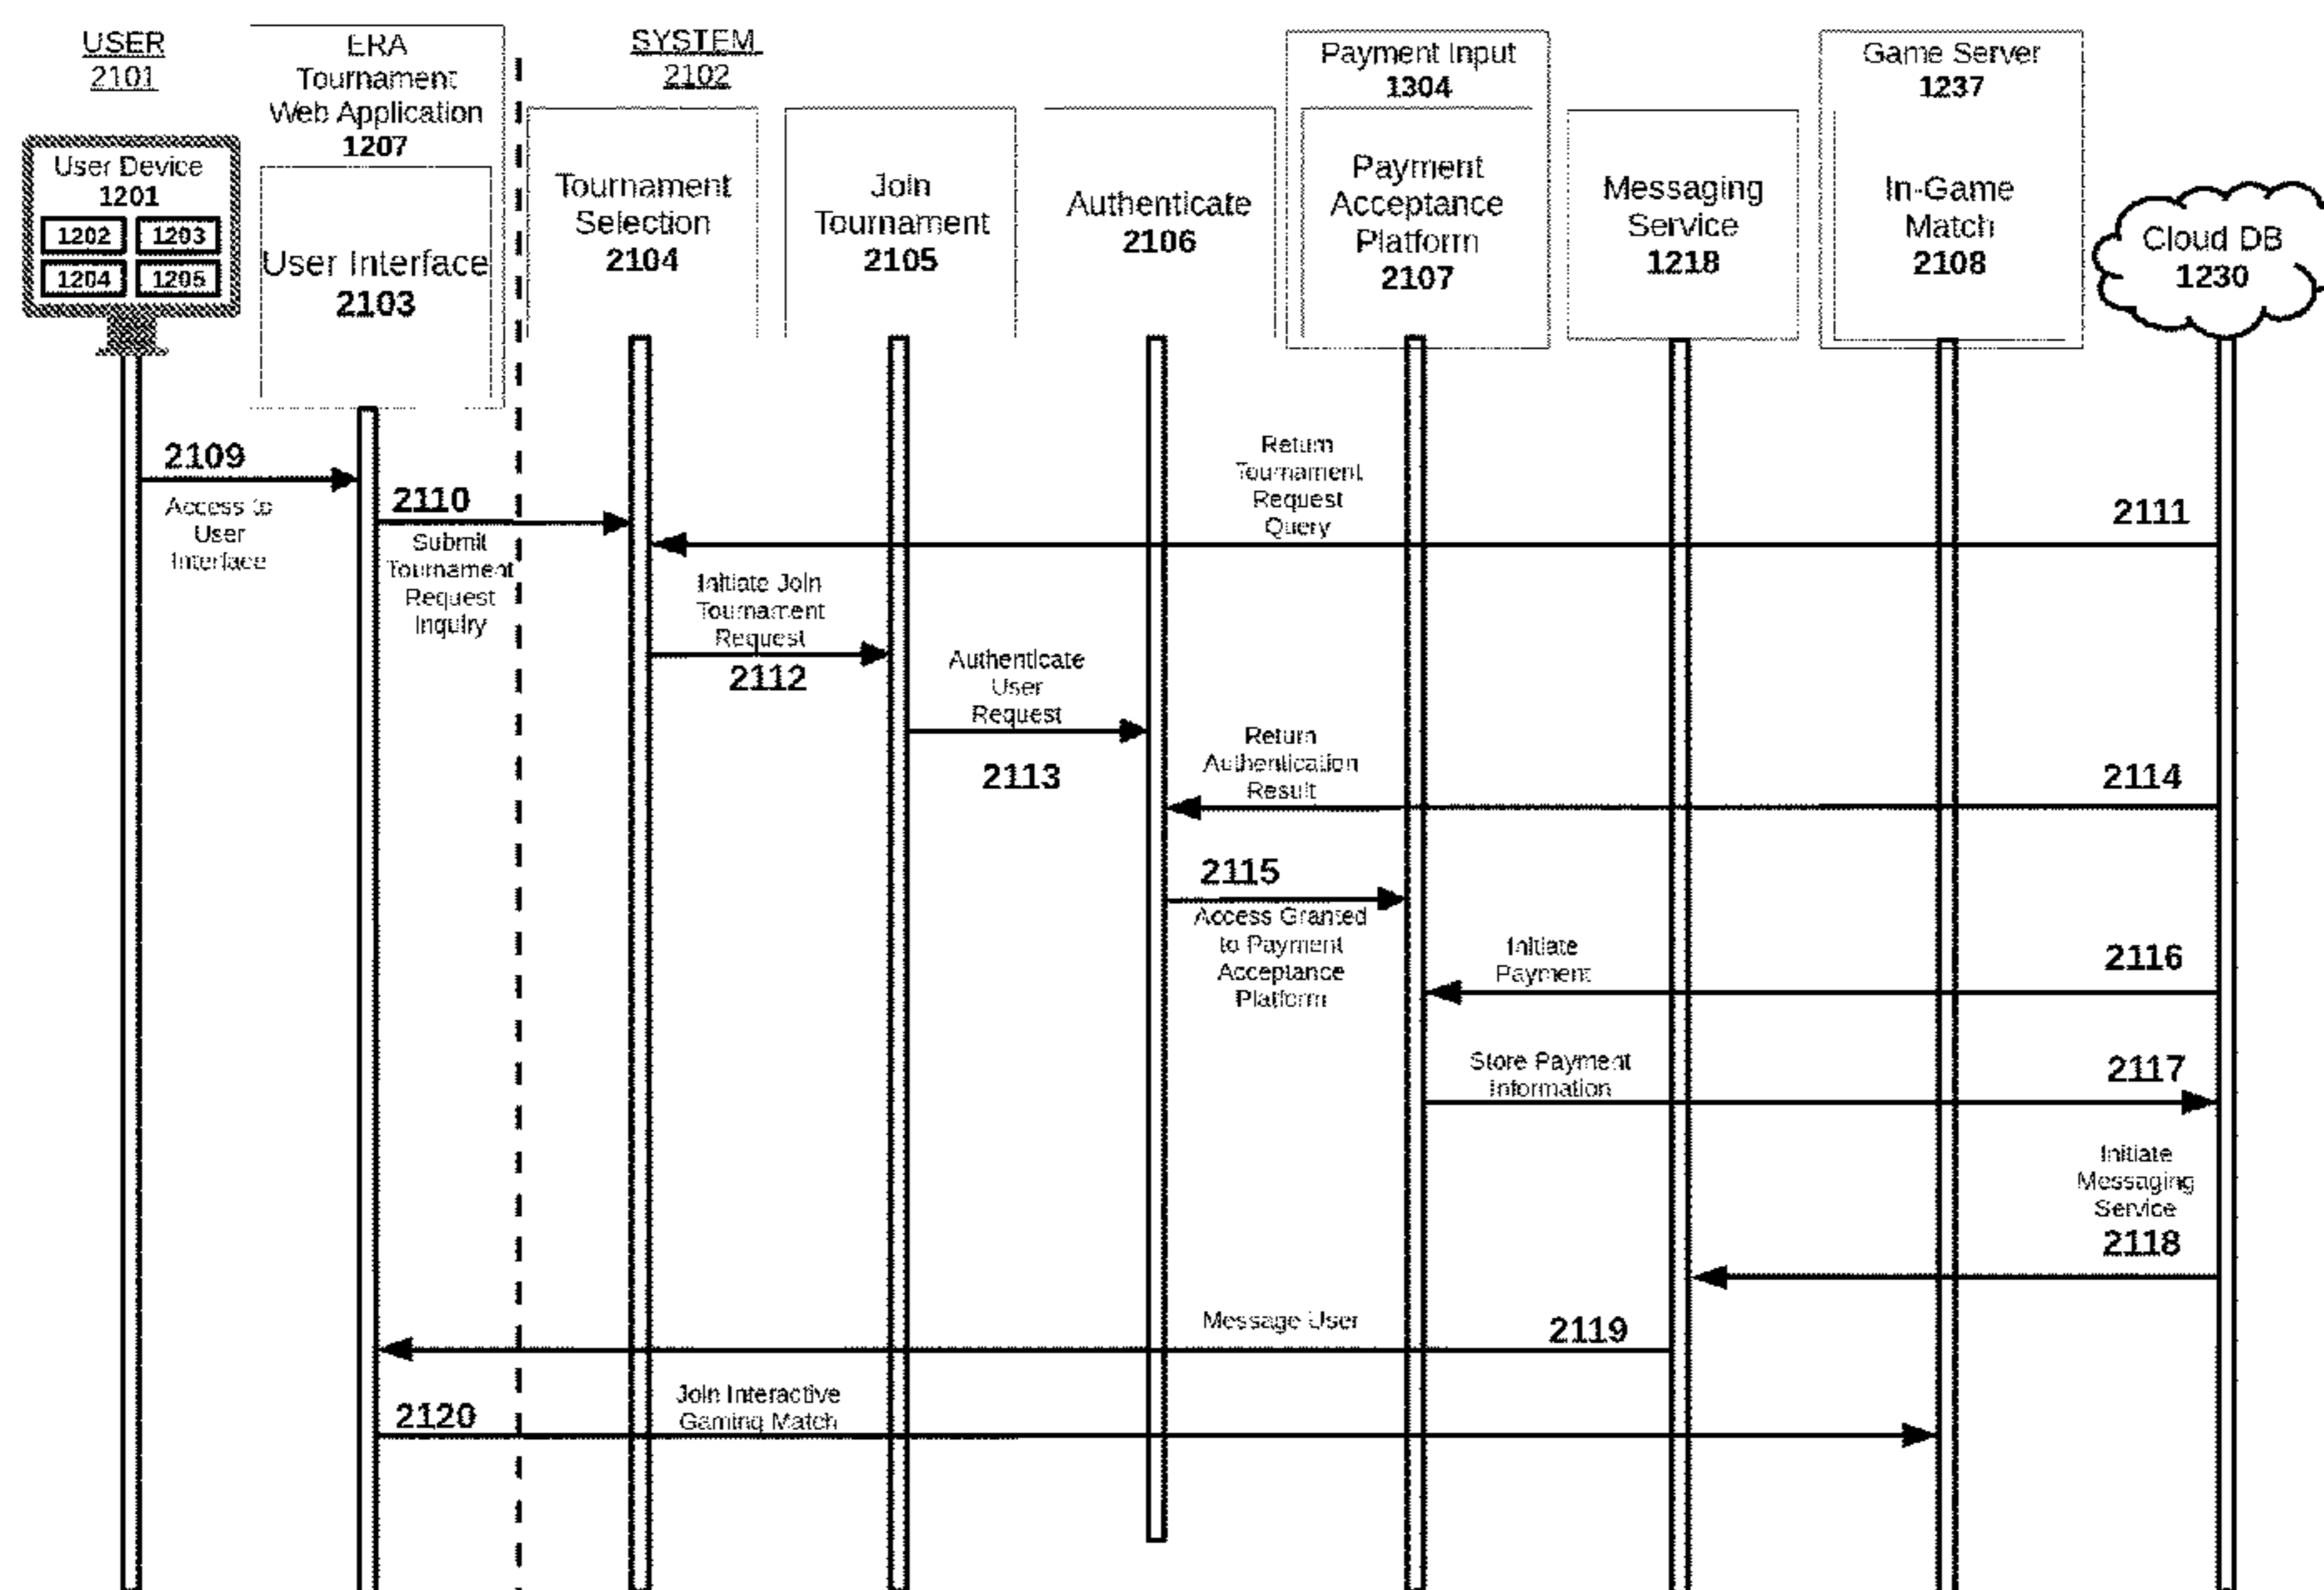 USER
2101
User Device
1201
1202 1203
1204 1205
ERA
Tournament
Web Application
1207
User Interface
2103
SYSTEM
2102
Tournament
Selection
2104
Join
Tournament
2105
Authenticate
2106
Payment Input
1304
Payment
Acceptance
Platform
2107
Messaging
Service
1218
Game Server
1237
In-Game
Match
2108
Cloud DB
1230
2109
Access to
User
Interface
2110
Submit
Tournament
Request
Inquiry
Return
Tournament
Request
Query
2111
Initiate Join
Tournament
Request
2112
Authenticate
User
Request
2113
Return
Authentication
Result
2114
2115
Access Granted
to Payment
Acceptance
Platform
Initiate
Payment
2116
Store Payment
Information
2117
Initiate
Messaging
Service
2118
Message User
2119
2120
Join Interactive
Gaming Match